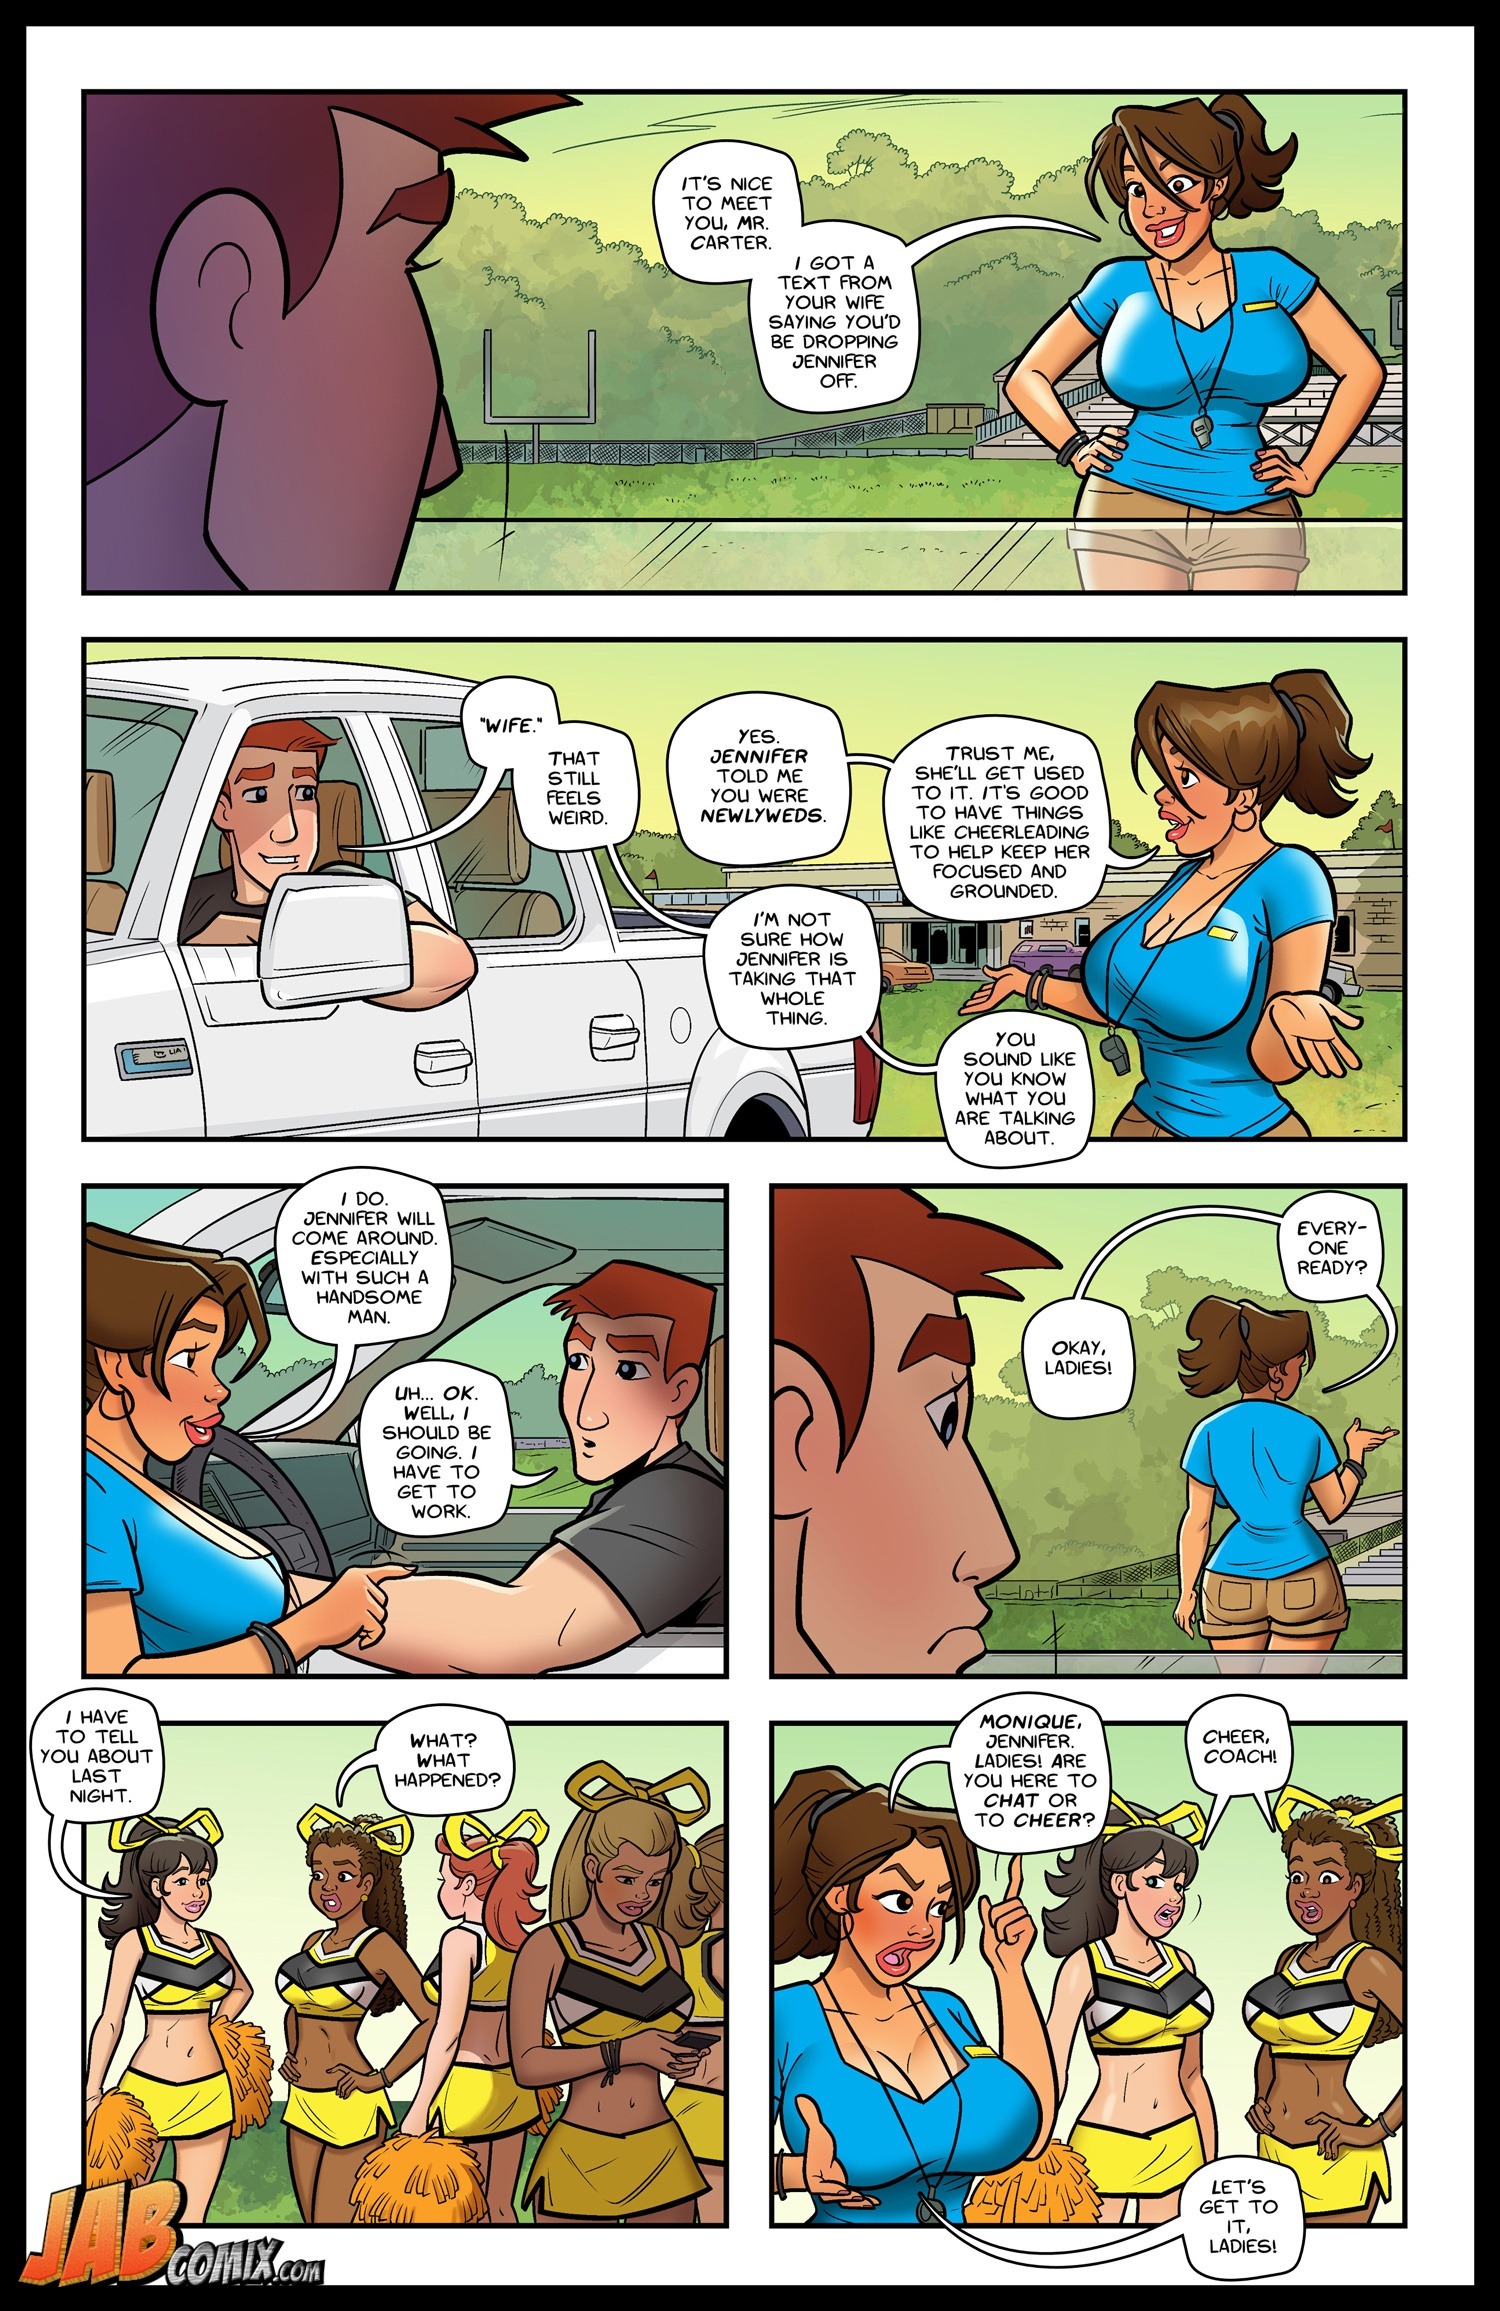 IT'S NICE
TO MEET
YOU, MR.
CARTER.
I GOT A
TEXT FROM
YOUR WIFE
SAYING YOU'D
BE DROPPING
JENNIFER
OFF.
"WIFE."
THAT
STILL
FEELS
WEIRD.
YES.
JENNIFER
TOLD ME
YOU WERE
NEWLYWEDS.
I'M NOT
SURE HOW
JENNIFER IS
TAKING THAT
WHOLE
THING.
TRUST ME,
SHE'LL GET USED
TO IT. IT'S GOOD
TO HAVE THINGS
LIKE CHEERLEADING
TO HELP KEEP HER
FOCUSED AND
GROUNDED.
YOU
SOUND LIKE
YOU KNOW
WHAT YOU
ARE TALKING
ABOUT.
I DO.
JENNIFER WILL
COME AROUND.
ESPECIALLY
WITH SUCH A
HANDSOME
MAN.
UH... OK.
WELL, I
SHOULD BE
GOING. I
HAVE TO
GET TO
WORK.
OKAY,
LADIES!
EVERY-
ONE
READY?
I HAVE
TO TELL
YOU ABOUT
LAST
NIGHT.
WHAT?
WHAT
HAPPENED?
MONIQUE,
JENNIFER.
LADIES! ARE
YOU HERE TO
CHAT OR
TO CHEER?
CHEER,
COACH!
LET'S
GET TO
IT,
LADIES!
JAB
COMIX.COM